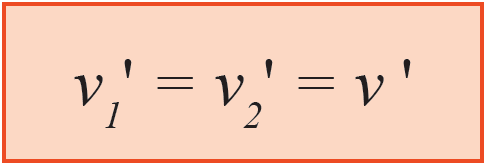 v₁' = v₂' = v'